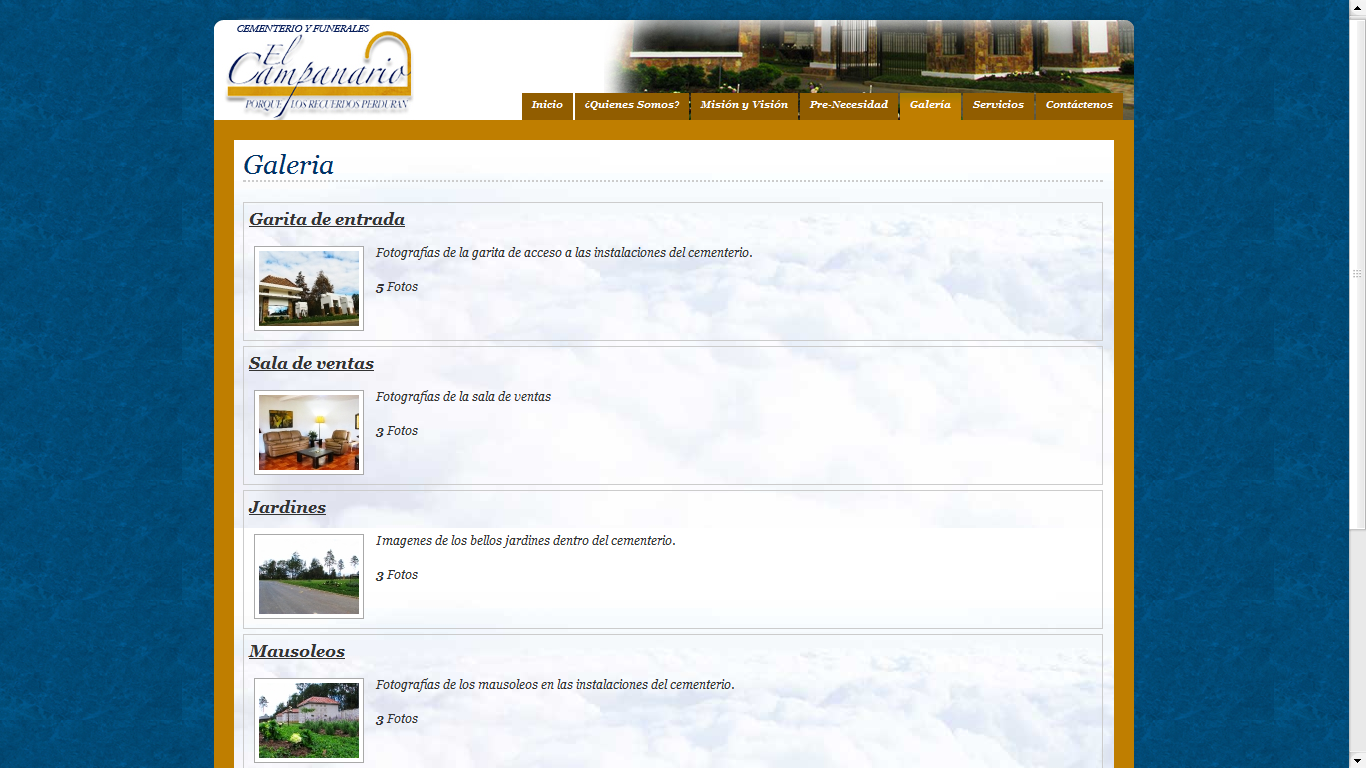 CEMENTERIO Y FUNERALES
El
Campanario
PORQUE LOS RECUERDOS PERDURAN
Inicio ¿Quienes Somos? Misión y Visión Pre-Necesidad Galería Servicios Contáctenos
Galeria
Garita de entrada
Fotografías de la garita de acceso a las instalaciones del cementerio.
5 Fotos
Sala de ventas
Fotografías de la sala de ventas
3 Fotos
Jardines
Imagenes de los bellos jardines dentro del cementerio.
3 Fotos
Mausoleos
Fotografías de los mausoleos en las instalaciones del cementerio.
3 Fotos